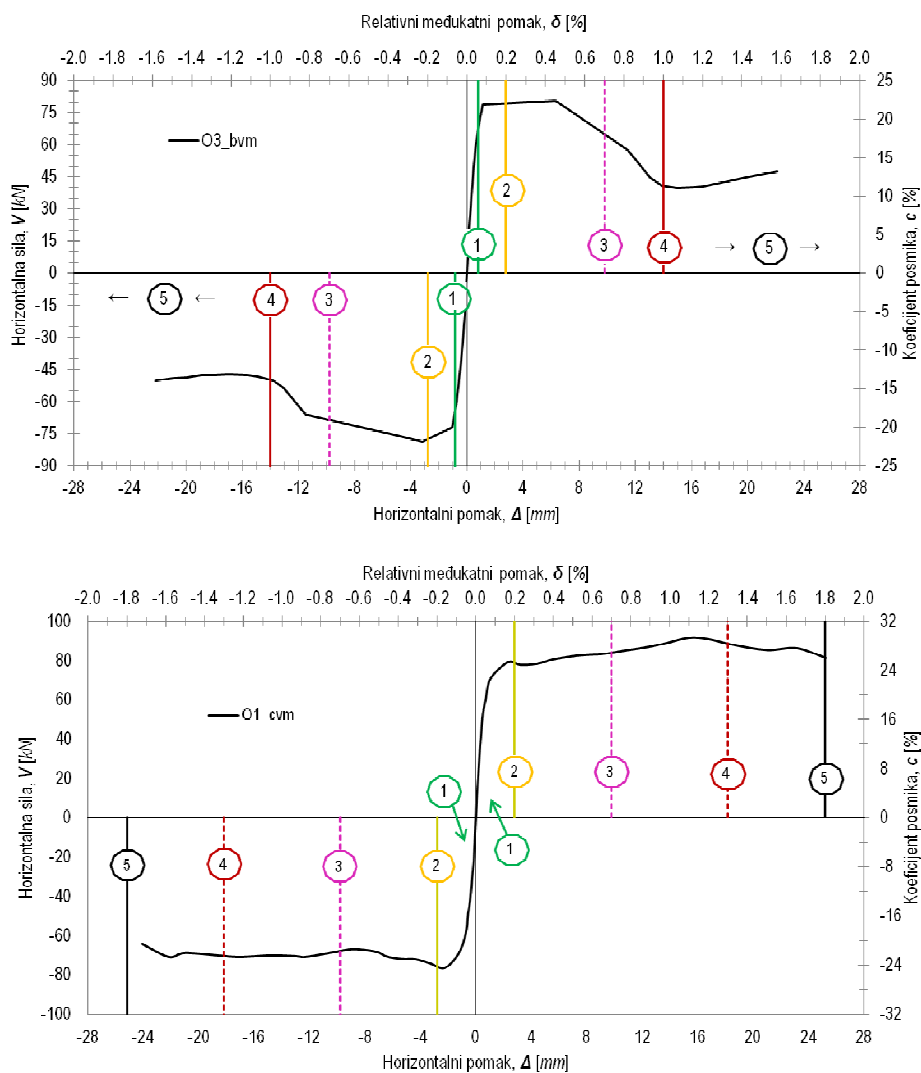 Relativni međukatni pomak, δ [%]
-2.0 -1.8 -1.6 -1.4 -1.2 -1.0 -0.8 -0.6 -0.4 -0.2 0.0 0.2 0.4 0.6 0.8 1.0 1.2 1.4 1.6 1.8 2.0
90 75 60 45 30 15 0 -15 -30 -45 -60 -75 -90
Horizontalna sila, V [kN]
O3_bvm
1 2 3 4 → 5 →
← 5 ← 4 3 2 1
25 20 15 10 5 0 -5 -10 -15 -20 -25
Koeficijent posmika, c [%]
-28 -24 -20 -16 -12 -8 -4 0 4 8 12 16 20 24 28
Horizontalni pomak, Δ [mm]
Relativni međukatni pomak, δ [%]
-2.0 -1.8 -1.6 -1.4 -1.2 -1.0 -0.8 -0.6 -0.4 -0.2 0.0 0.2 0.4 0.6 0.8 1.0 1.2 1.4 1.6 1.8 2.0
100 80 60 40 20 0 -20 -40 -60 -80 -100
Horizontalna sila, V [kN]
O1_cvm
1 2 3 4 5
5 4 3 2 1
32 24 16 8 0 -8 -16 -24 -32
Koeficijent posmika, c [%]
-28 -24 -20 -16 -12 -8 -4 0 4 8 12 16 20 24 28
Horizontalni pomak, Δ [mm]